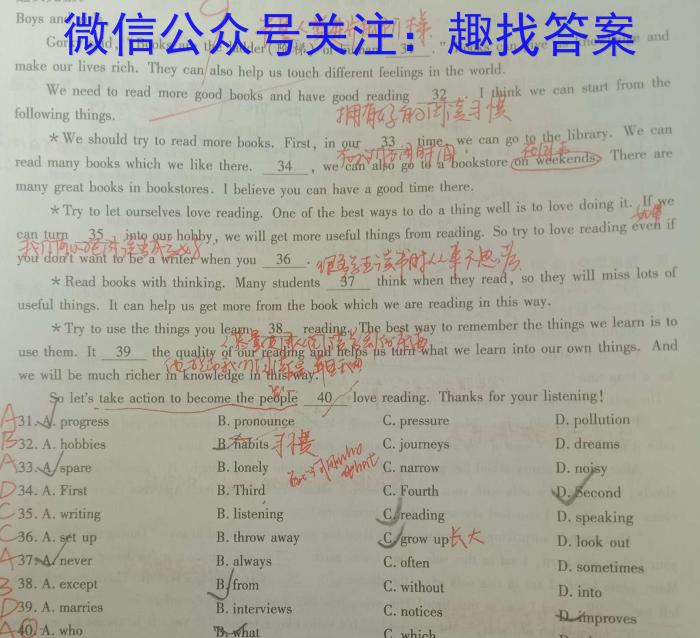 微信公众号关注：趣找答案
Boys and
make our lives rich. They can also help us touch different feelings in the world.
We need to read more good books and have good reading 32 . I think we can start from the
following things.
拥有好的阅读习惯
＊We should try to read more books. First, in our 33 time, we can go to the library. We can
read many books which we like there. 34 , we can also go to a bookstore on weekends. There are
many great books in bookstores. I believe you can have a good time there.
＊Try to let ourselves love reading. One of the best ways to do a thing well is to love doing it. If we
can turn 35 into our hobby, we will get more useful things from reading. So try to love reading even if
you don't want to be a writer when you 36 .
＊Read books with thinking. Many students 37 think when they read, so they will miss lots of
useful things. It can help us get more from the book which we are reading in this way.
＊Try to use the things you learn 38 reading. The best way to remember the things we learn is to
use them. It 39 the quality of our reading and helps us turn what we learn into our own things. And
we will be much richer in knowledge in this way.
So let's take action to become the people 40 love reading. Thanks for your listening!
A 31. A. progress B. pronounce C. pressure D. pollution
B 32. A. hobbies B. habits 习惯 C. journeys D. dreams
A 33. A. spare B. lonely C. narrow D. noisy
D 34. A. First B. Third C. Fourth D. Second
C 35. A. writing B. listening C. reading D. speaking
C 36. A. set up B. throw away C. grow up 长大 D. look out
A 37. A. never B. always C. often D. sometimes
B 38. A. except B. from C. without D. into
D 39. A. marries B. interviews C. notices D. improves
A 40. A. who B. what C. which